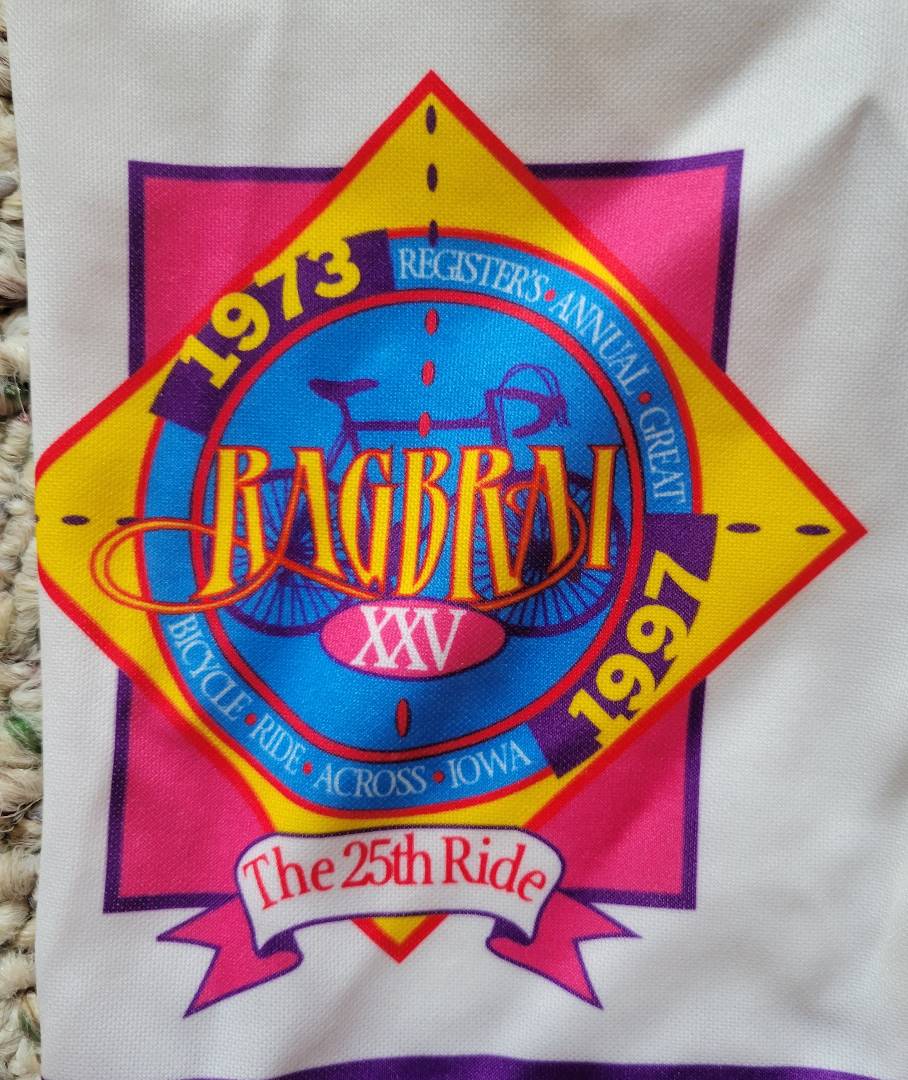 1973
REGISTER'S • ANNUAL • GREAT
RAGBRAI
XXV
1997
BICYCLE • RIDE • ACROSS • IOWA
The 25th Ride